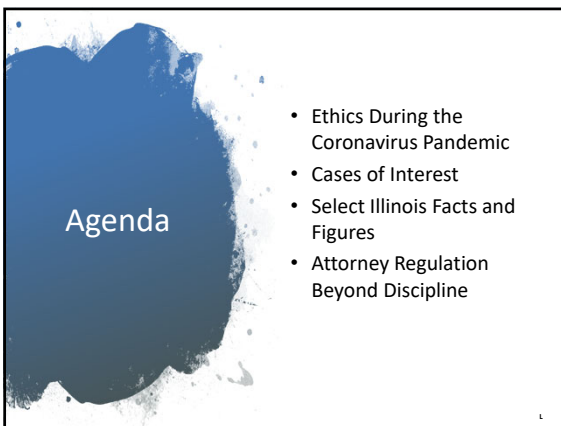 Agenda
• Ethics During the
Coronavirus Pandemic
• Cases of Interest
• Select Illinois Facts and
Figures
• Attorney Regulation
Beyond Discipline